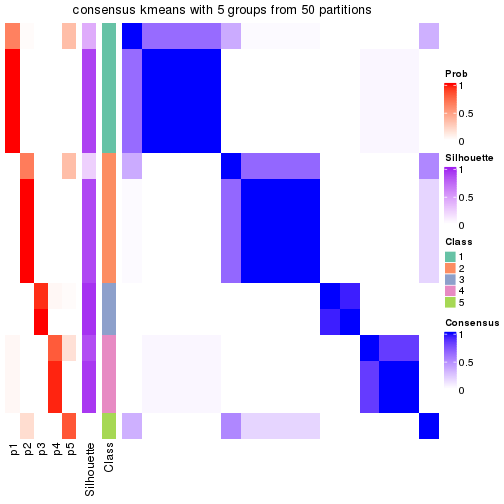 consensus kmeans with 5 groups from 50 partitions
Prob
1
0.5
0
Silhouette
1
0.5
0
Class
1
2
3
4
5
Consensus
1
0.5
0
p1
p2
p3
p4
p5
Silhouette
Class